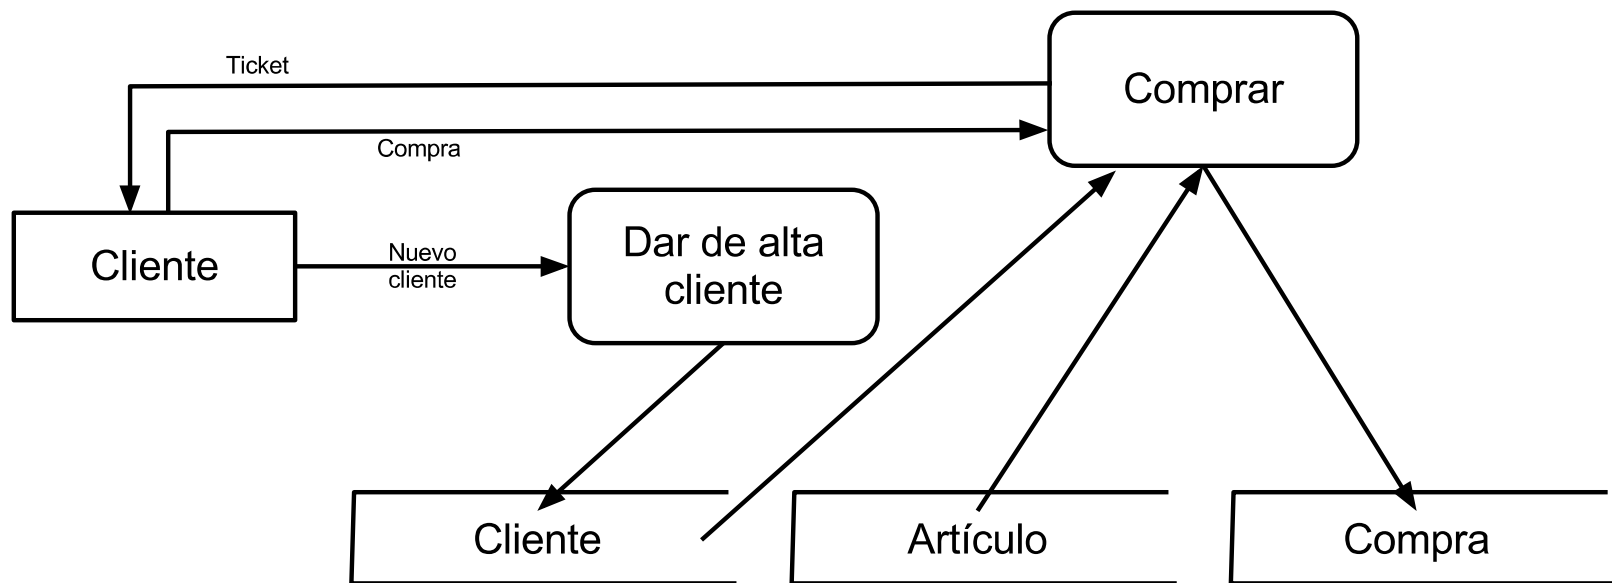 Ticket
Comprar
Compra
Cliente
Nuevo
cliente
Dar de alta
cliente
Cliente
Artículo
Compra